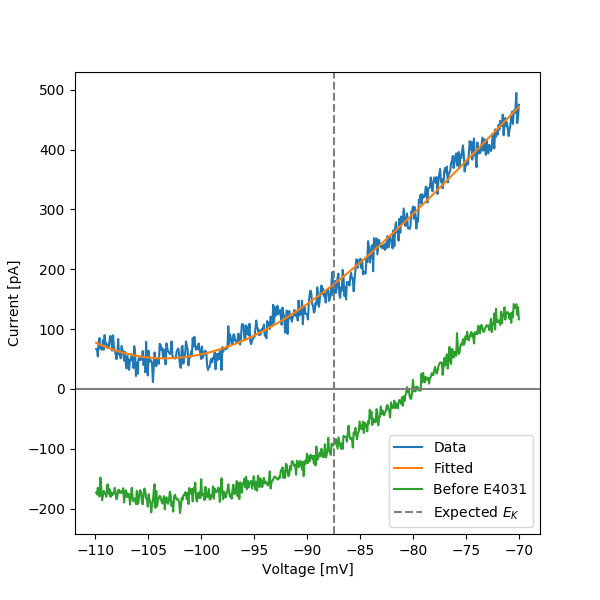 500
400
300
200
100
0
−100
−200
Current [pA]
−110 −105 −100 −95 −90 −85 −80 −75 −70
Voltage [mV]
Data
Fitted
Before E4031
Expected E_K